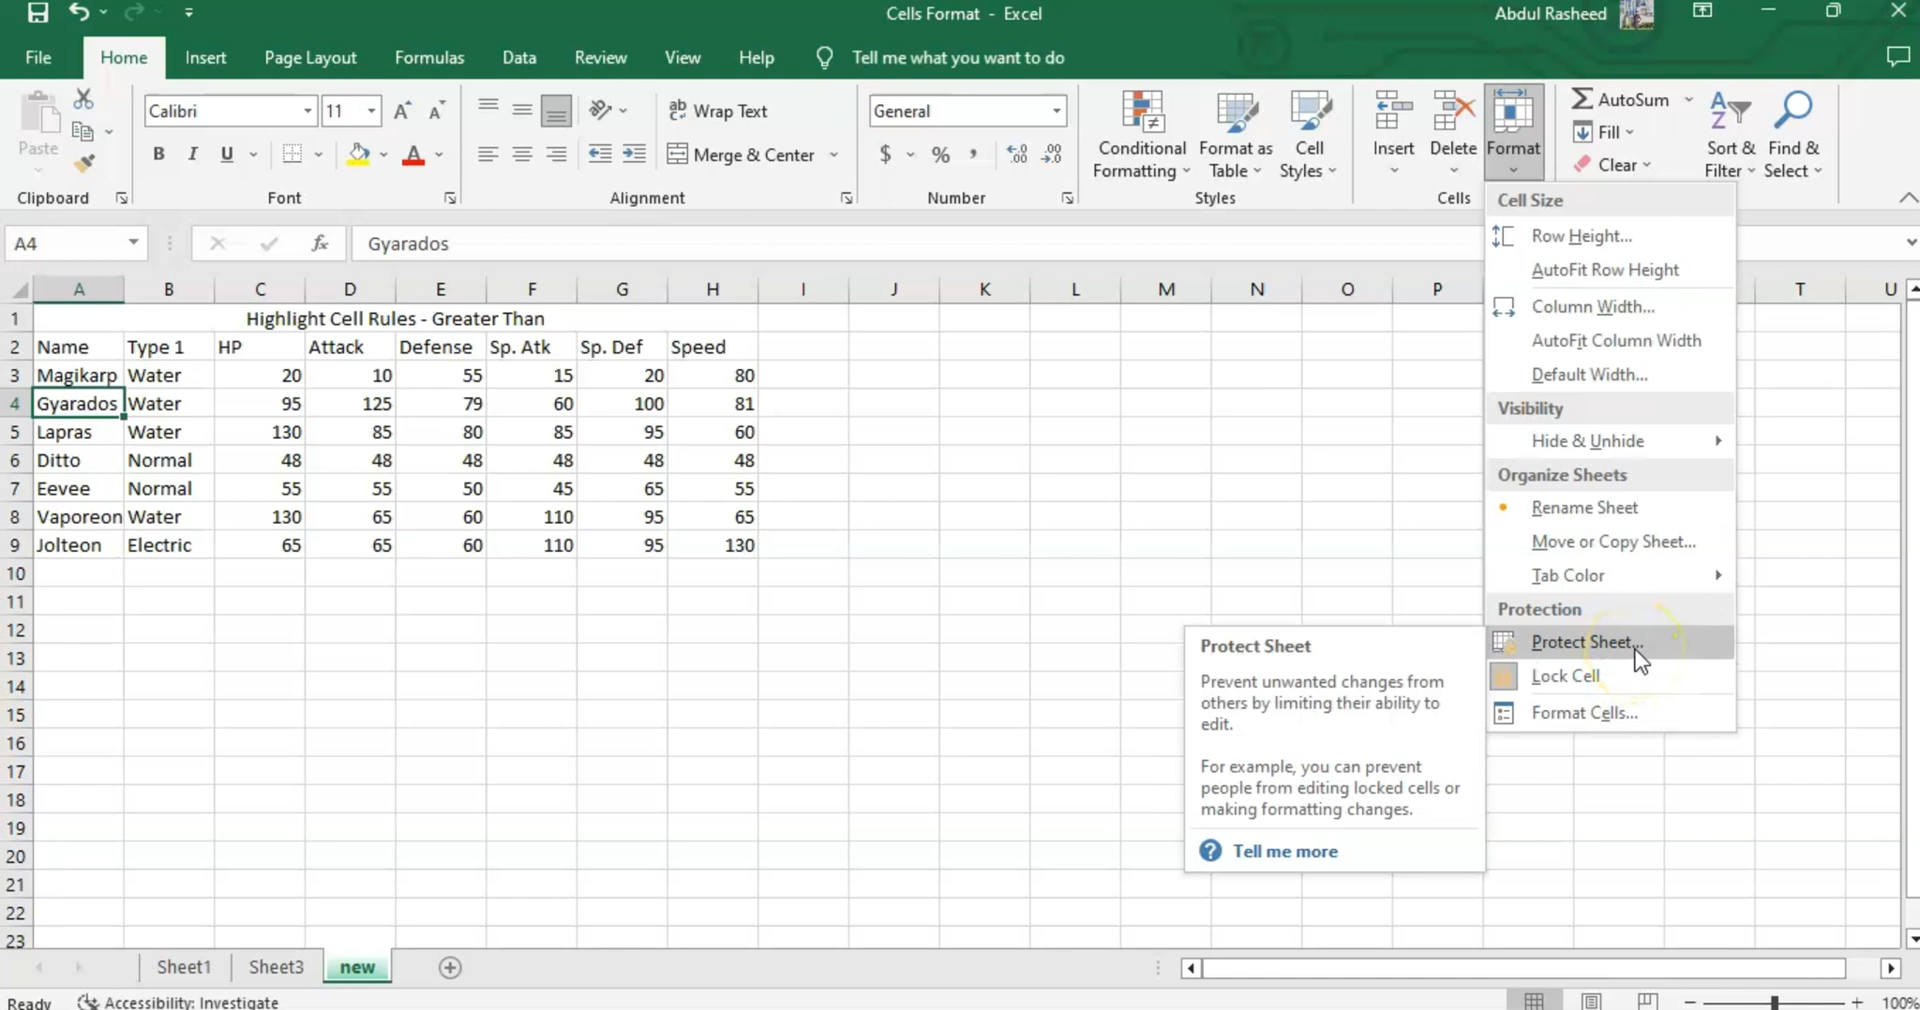 Cells Format - Excel
Abdul Rasheed
File Home Insert Page Layout Formulas Data Review View Help Tell me what you want to do
Paste
Clipboard
Calibri 11
B I U A
Font
Wrap Text
Merge & Center
Alignment
General
$ % ,
Number
Conditional Formatting
Format as Table
Cell Styles
Styles
Insert
Delete
Format
Cells
AutoSum
Fill
Clear
Sort & Filter
Find & Select
A4 fx Gyarados
A B C D E F G H I J K L M N O P T U
1 Highlight Cell Rules - Greater Than
2 Name Type 1 HP Attack Defense Sp. Atk Sp. Def Speed
3 Magikarp Water 20 10 55 15 20 80
4 Gyarados Water 95 125 79 60 100 81
5 Lapras Water 130 85 80 85 95 60
6 Ditto Normal 48 48 48 48 48 48
7 Eevee Normal 55 55 50 45 65 55
8 Vaporeon Water 130 65 60 110 95 65
9 Jolteon Electric 65 65 60 110 95 130
10
11
12
13
14
15
16
17
18
19
20
21
22
23
Cell Size
Row Height...
AutoFit Row Height
Column Width...
AutoFit Column Width
Default Width...
Visibility
Hide & Unhide
Organize Sheets
Rename Sheet
Move or Copy Sheet...
Tab Color
Protection
Protect Sheet...
Lock Cell
Format Cells...
Protect Sheet
Prevent unwanted changes from
others by limiting their ability to
edit.
For example, you can prevent
people from editing locked cells or
making formatting changes.
Tell me more
Sheet1 Sheet3 new
Ready Accessibility: Investigate 100%